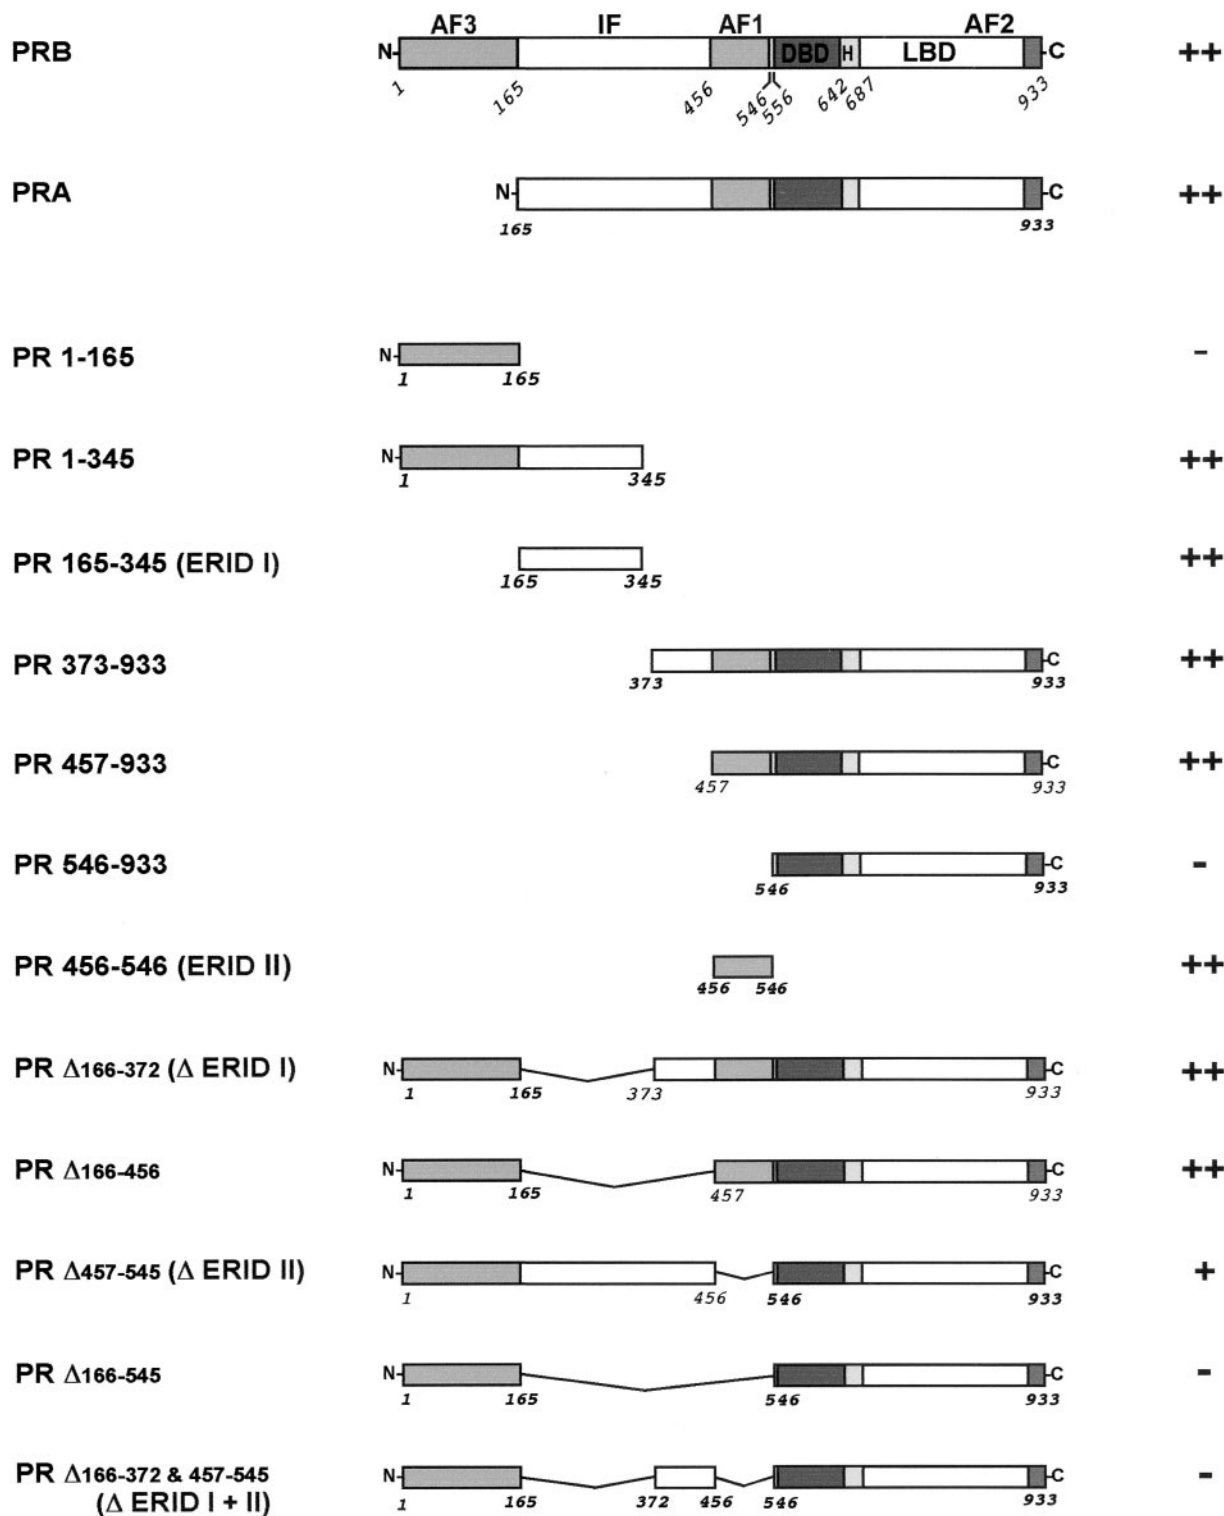 AF3 IF AF1 AF2
PRB N DBD H LBD C ++
1 165 456 546 556 642 687 933
PRA N C ++
165 933
PR 1-165 N -
1 165
PR 1-345 N ++
1 345
PR 165-345 (ERID I) ++
165 345
PR 373-933 C ++
373 933
PR 457-933 C ++
457 933
PR 546-933 C -
546 933
PR 456-546 (ERID II) ++
456 546
PR Δ166-372 (Δ ERID I) N C ++
1 165 373 933
PR Δ166-456 N C ++
1 165 457 933
PR Δ457-545 (Δ ERID II) N C +
1 456 546 933
PR Δ166-545 N C -
1 165 546 933
PR Δ166-372 & 457-545 N C -
(Δ ERID I + II)
1 165 372 456 546 933